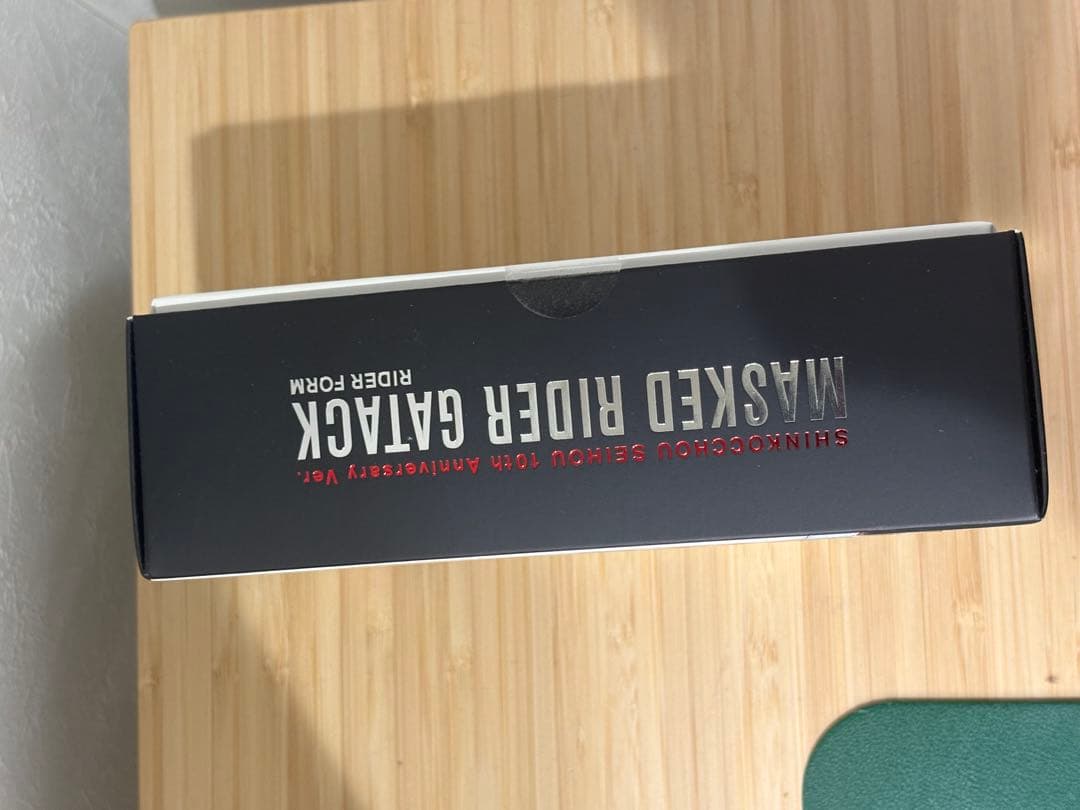 SHINKOCCHOU SEIHOU 10th Anniversary Ver.
MASKED RIDER GATACK
RIDER FORM